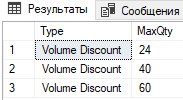 Результаты Сообщения
Type MaxQty
1 Volume Discount 24
2 Volume Discount 40
3 Volume Discount 60